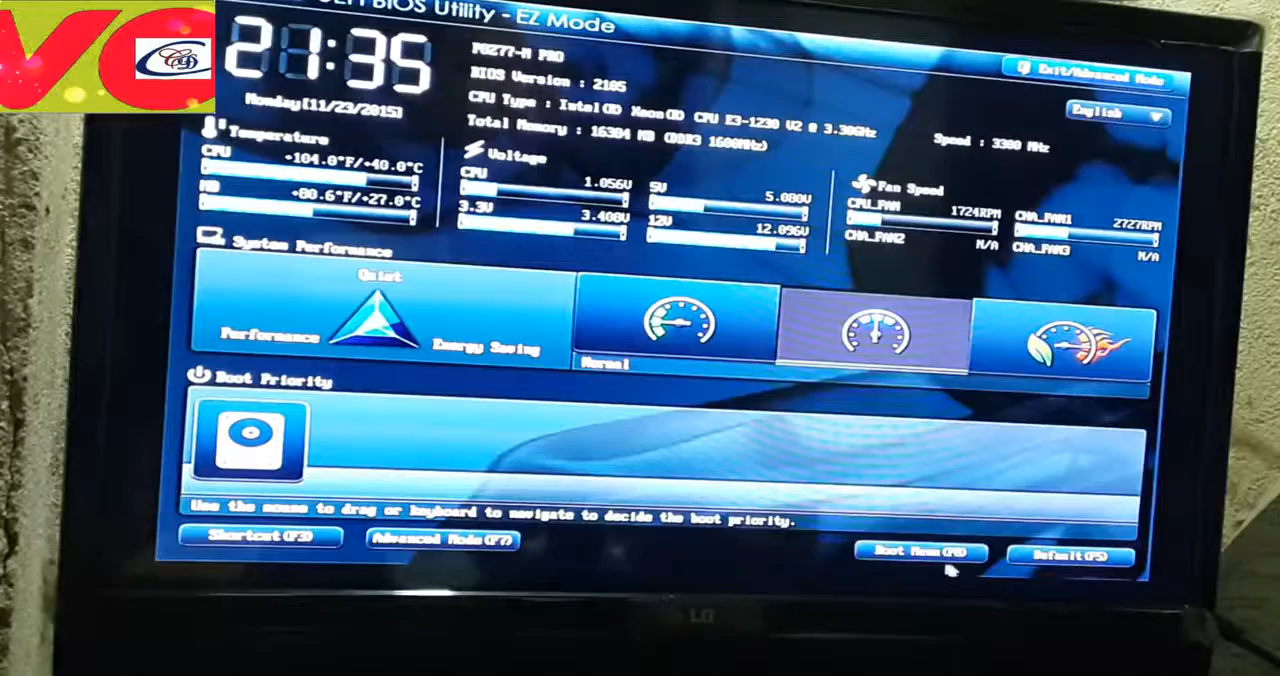 VC
BIOS Utility - EZ Mode
21:35
Monday[11/23/2015]
P8Z77-M PRO
BIOS Version : 2105
CPU Type : Intel(R) Xeon(R) CPU E3-1230 V2 @ 3.30GHz
Speed : 3300 MHz
Total Memory : 16384 MB (DDR3 1600MHz)
Exit/Advanced Mode
English
Temperature
CPU +104.0°F/+40.0°C
MB +80.6°F/+27.0°C
Voltage
CPU 1.056V 5V 5.080V
3.3V 3.408V 12V 12.096V
Fan Speed
CPU_FAN 1724RPM CHA_FAN1 2727RPM
CHA_FAN2 N/A CHA_FAN3 N/A
System Performance
Quiet
Performance
Energy Saving
Normal
Boot Priority
Use the mouse to drag or keyboard to navigate to decide the boot priority.
Shortcut(F3) Advanced Mode(F7) Boot Menu(F8) Default(F5)
LG